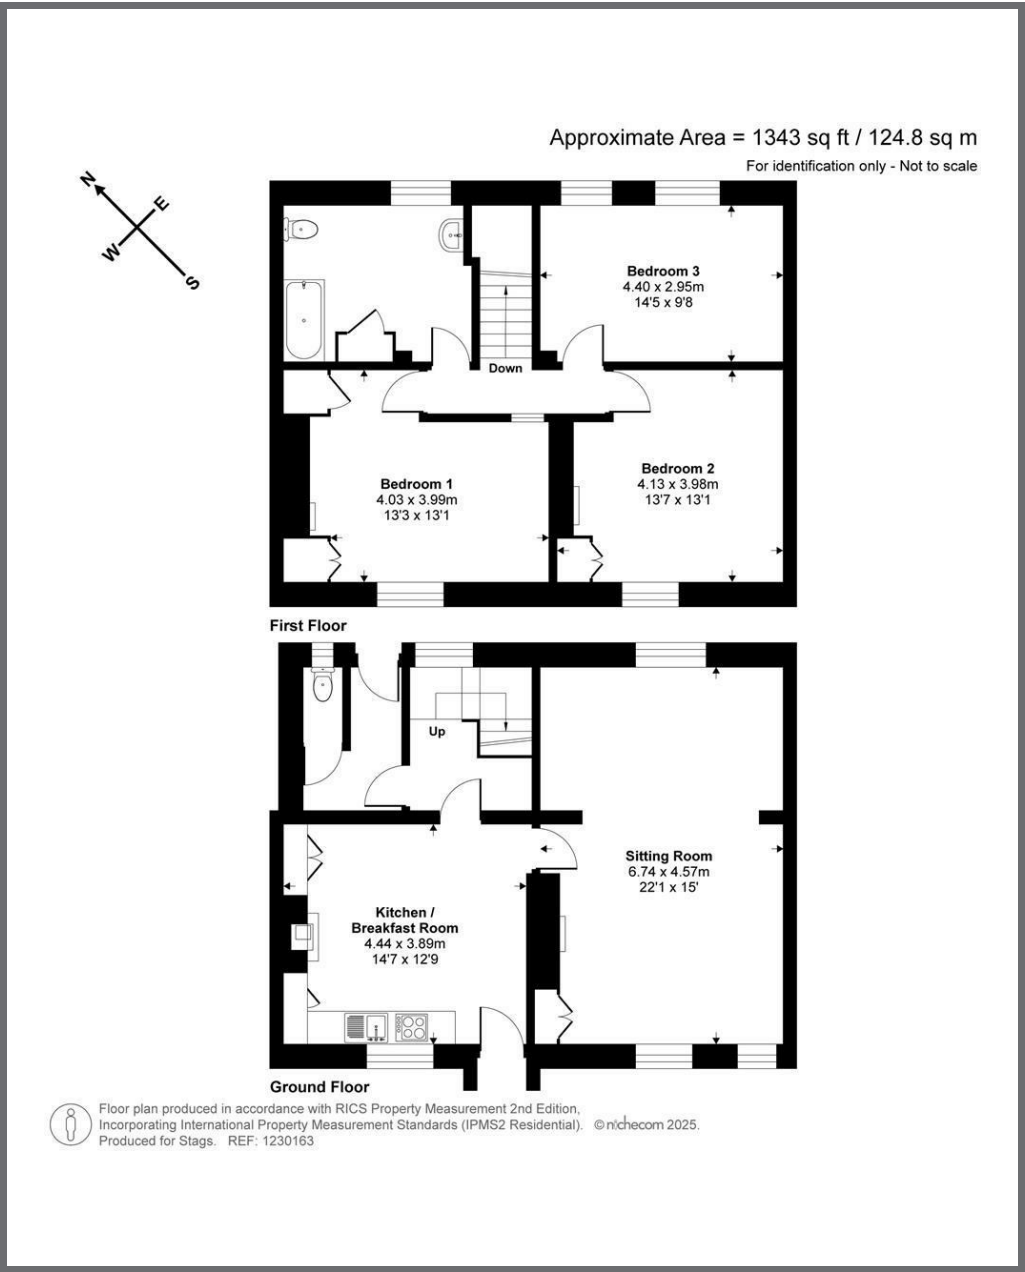 Approximate Area = 1343 sq ft / 124.8 sq m
For identification only - Not to scale
N
E
W
S
Bedroom 3
4.40 x 2.95m
14'5 x 9'8
Down
Bedroom 1
4.03 x 3.99m
13'3 x 13'1
Bedroom 2
4.13 x 3.98m
13'7 x 13'1
First Floor
Up
Sitting Room
6.74 x 4.57m
22'1 x 15'
Kitchen /
Breakfast Room
4.44 x 3.89m
14'7 x 12'9
Ground Floor
Floor plan produced in accordance with RICS Property Measurement 2nd Edition,
Incorporating International Property Measurement Standards (IPMS2 Residential). © nichecom 2025.
Produced for Stags. REF: 1230163